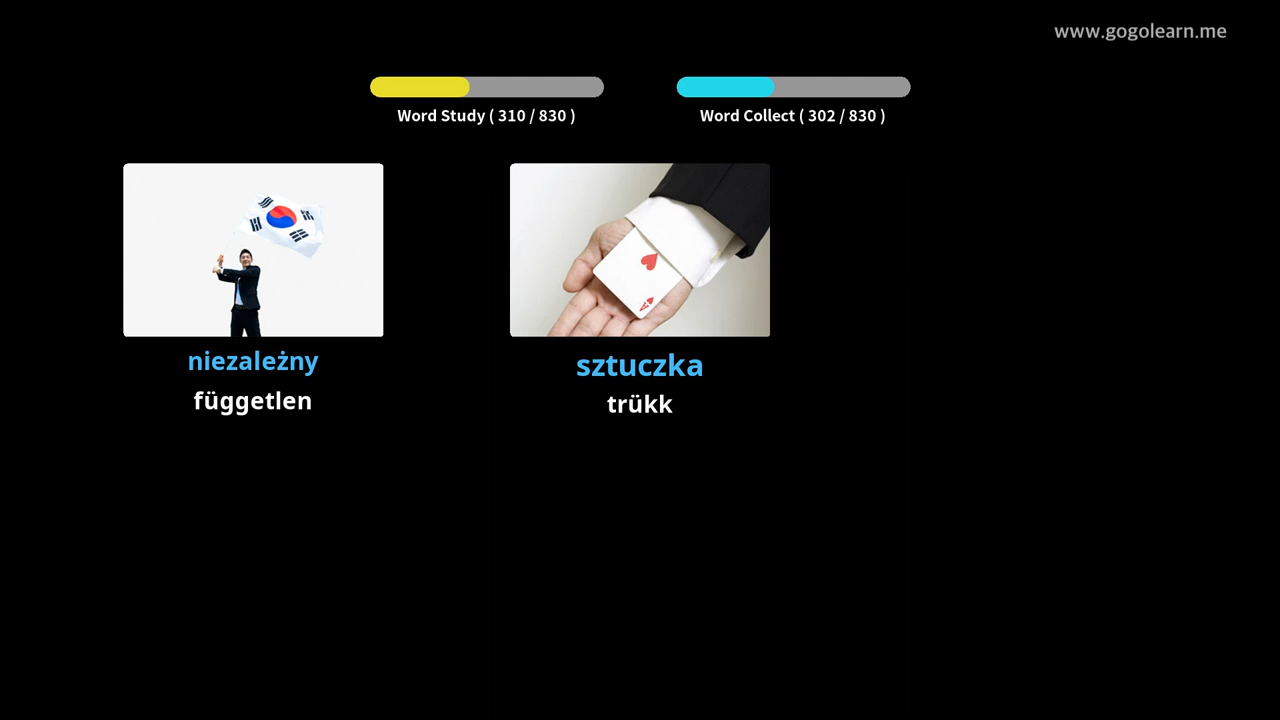 www.gogolearn.me
Word Study ( 310 / 830 )
Word Collect ( 302 / 830 )
niezależny
független
sztuczka
trükk